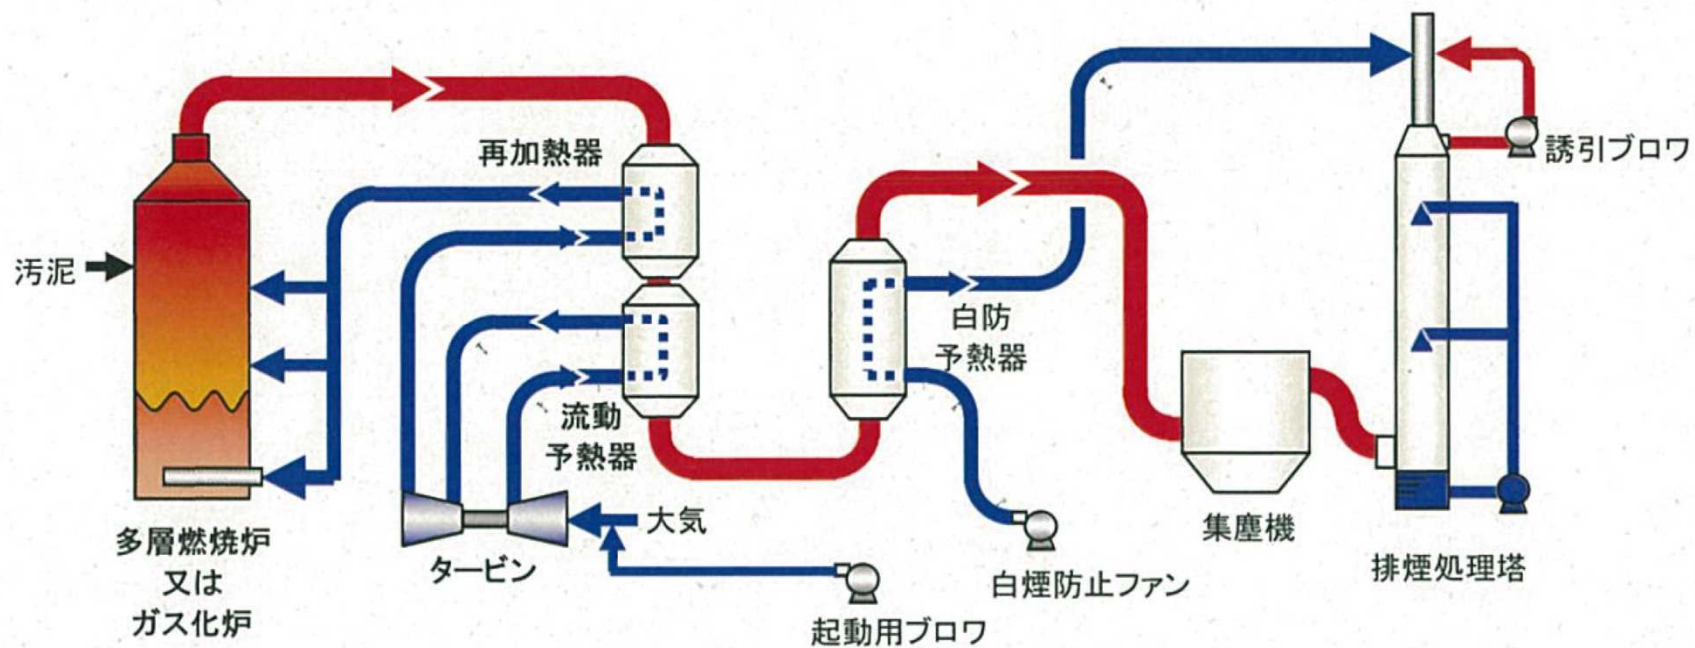 再加熱器
誘引ブロワ
汚泥
白防
予熱器
流動
予熱器
大気
多層燃焼炉
又は
ガス化炉
タービン
起動用ブロワ
白煙防止ファン
集塵機
排煙処理塔